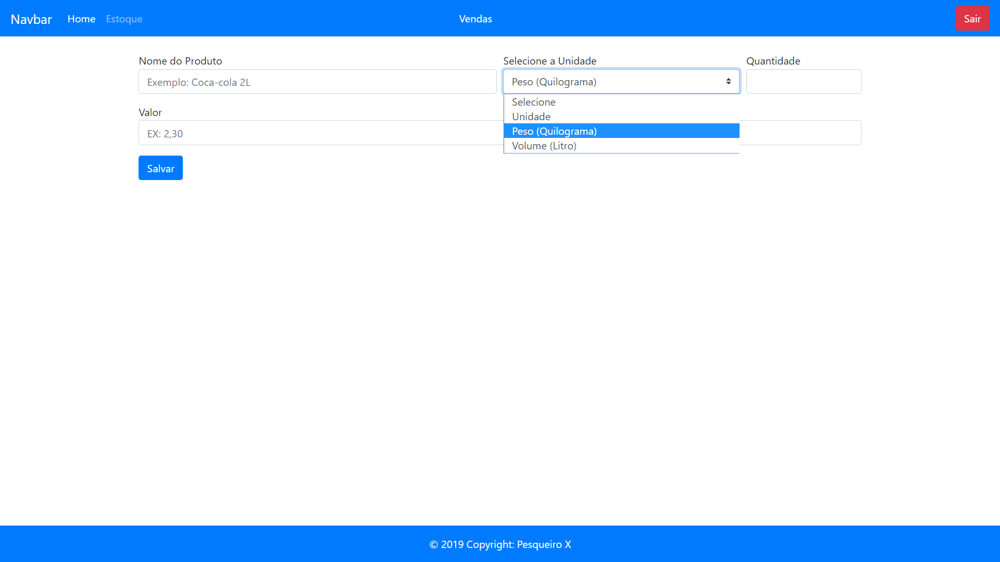 Navbar Home Estoque Vendas Sair
Nome do Produto Selecione a Unidade Quantidade
Exemplo: Coca-cola 2L Peso (Quilograma)
Selecione
Unidade
Peso (Quilograma)
Volume (Litro)
Valor
EX: 2,30
Salvar
© 2019 Copyright: Pesqueiro X